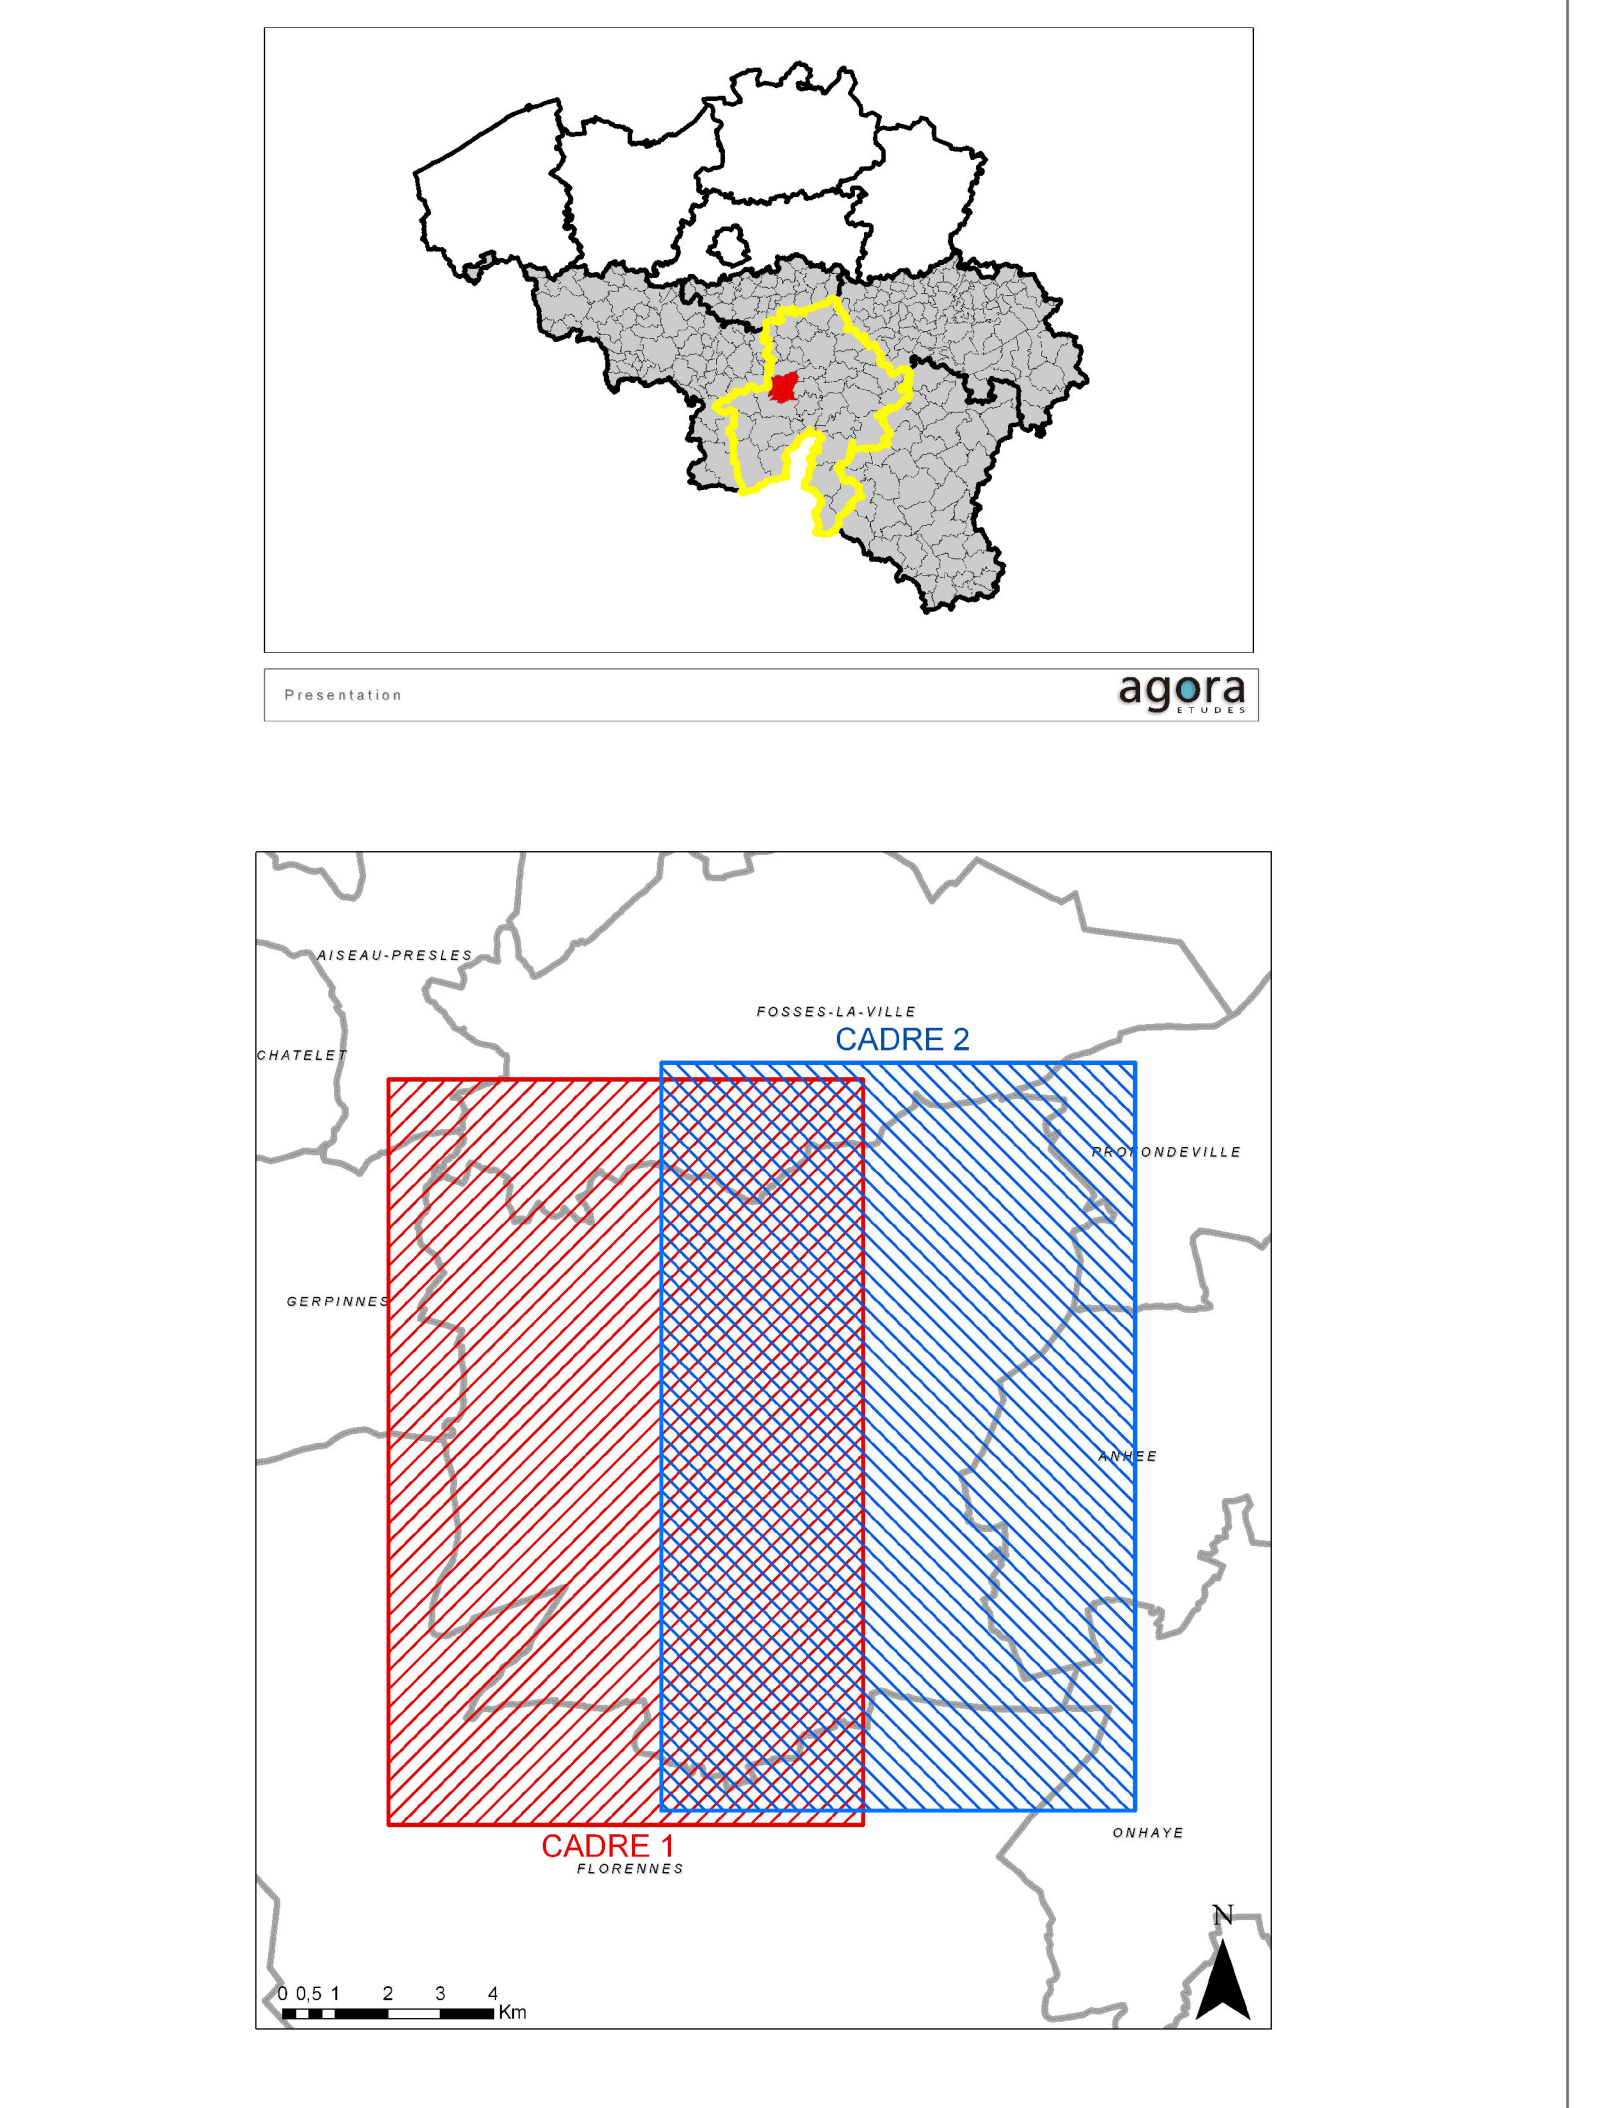 Presentation
agora
ETUDES
AISEAU-PRESLES
FOSSES-LA-VILLE
CADRE 2
CHATELET
PROFONDEVILLE
GERPINNES
ANHEE
ONHAYE
CADRE 1
FLORENNES
N
0 0,5 1 2 3 4
Km